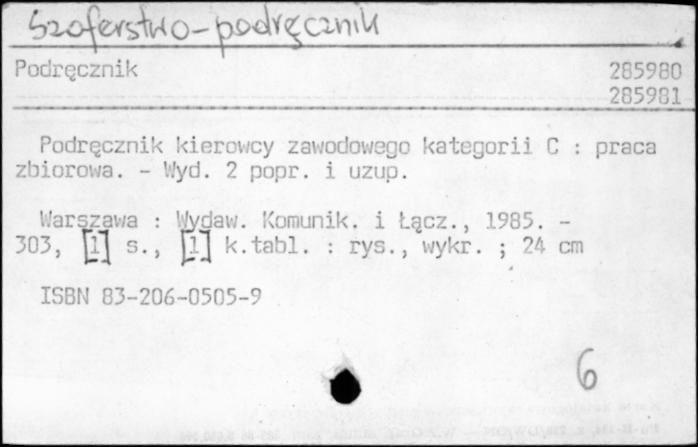 Szoferstwo-podręcznik
Podręcznik 285980
285981
Podręcznik kierowcy zawodowego kategorii C : praca
zbiorowa. - Wyd. 2 popr. i uzup.
Warszawa : Wydaw. Komunik. i Łącz., 1985. -
303, [1] s., [1] k.tabl. : rys., wykr. ; 24 cm
ISBN 83-206-0505-9
6